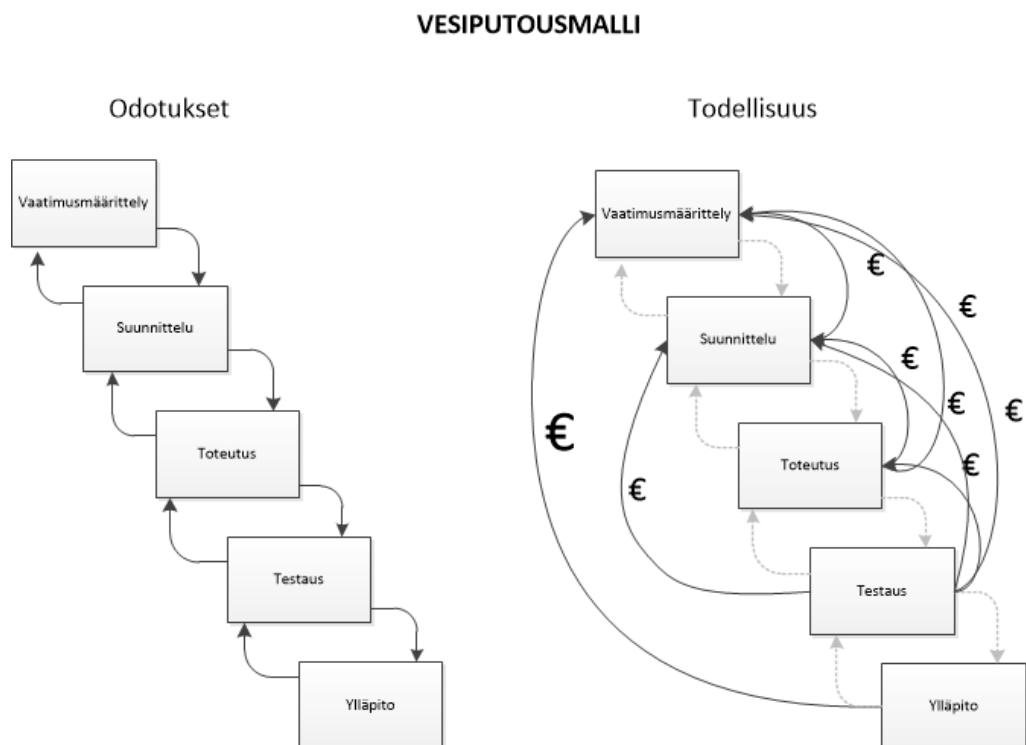 VESIPUTOUSMALLI
Odotukset
Vaatimusmäärittely
Suunnittelu
Toteutus
Testaus
Ylläpito
Todellisuus
Vaatimusmäärittely
€
€
Suunnittelu
€
€
€
€
Toteutus
€
€
Testaus
Ylläpito